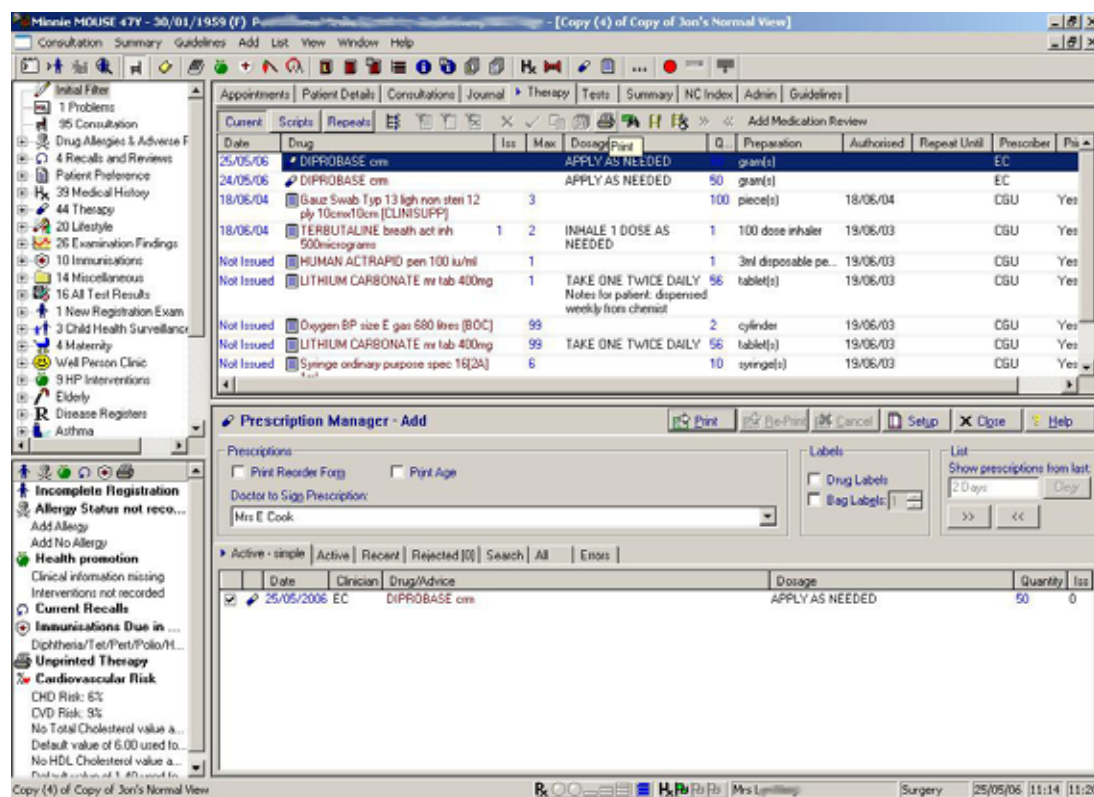 Minnie MOUSE 47Y - 30/01/1959 (F) P - [Copy (4) of Copy of Jon's Normal View]
Consultation Summary Guidelines Add List View Window Help
Initial Filter
1 Problems
95 Consultation
Drug Allergies & Adverse F
4 Recalls and Reviews
Patient Preference
39 Medical History
44 Therapy
20 Lifestyle
26 Examination Findings
10 Immunisations
14 Miscellaneous
16 All Test Results
1 New Registration Exam
3 Child Health Surveillance
4 Maternity
Well Person Clinic
9 HP Interventions
Elderly
Disease Registers
Asthma
Appointments Patient Details Consultations Journal Therapy Tests Summary NC Index Admin Guidelines
Current Scripts Repeats Add Medication Review
Date Drug Iss Max Dosage Q... Preparation Authorised Repeat Until Prescriber
Print
25/05/06 DIPROBASE crm APPLY AS NEEDED gram(s) EC
24/05/06 DIPROBASE crm APPLY AS NEEDED 50 gram(s) EC
18/06/04 Gauz Swab Typ 13 ligh non steri 12 3 100 piece(s) 18/06/04 CGU Yes
ply 10cmx10cm [CLINISUPP]
18/06/04 TERBUTALINE breath act inh 1 2 INHALE 1 DOSE AS 1 100 dose inhaler 19/06/03 CGU Yes
500micrograms NEEDED
Not Issued HUMAN ACTRAPID pen 100 iu/ml 1 1 3ml disposable pe... 19/06/03 CGU Yes
Not Issued LITHIUM CARBONATE mr tab 400mg 1 TAKE ONE TWICE DAILY 56 tablet(s) 19/06/03 CGU Yes
Notes for patient: dispensed
weekly from chemist
Not Issued Oxygen BP size E gas 680 litres [BOC] 99 2 cylinder 19/06/03 CGU Yes
Not Issued LITHIUM CARBONATE mr tab 400mg 99 TAKE ONE TWICE DAILY 56 tablet(s) 19/06/03 CGU Yes
Not Issued Syringe ordinary purpose spec 16[2A] 6 10 syringe(s) 19/06/03 CGU Yes
Prescription Manager - Add Print Re-Print Cancel Setup Close Help
Prescriptions
Print Reorder Form Print Age
Doctor to Sign Prescription:
Mrs E Cook
Labels
Drug Labels
Bag Labels: 1
List
Show prescriptions from last:
2 Days Clear
>> <<
Active - simple Active Recent Rejected [0] Search All Errors
Date Clinician Drug/Advice Dosage Quantity Iss
25/05/2006 EC DIPROBASE crm APPLY AS NEEDED 50 0
Incomplete Registration
Allergy Status not reco...
Add Allergy
Add No Allergy
Health promotion
Clinical information missing
Interventions not recorded
Current Recalls
Immunisations Due in ....
Diphtheria/Tet/Pert/Polio/H...
Unprinted Therapy
Cardiovascular Risk
CHD Risk: 6%
CVD Risk: 9%
No Total Cholesterol value a...
Default value of 6.00 used fo...
No HDL Cholesterol value a...
Default value of 1.40 used fo...
Copy (4) of Copy of Jon's Normal View Mrs Surgery 25/05/06 11:14